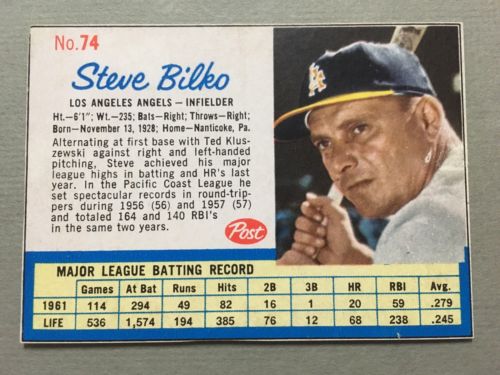 No.74
Steve Bilko
LOS ANGELES ANGELS — INFIELDER
Ht.—6'1"; Wt.—235; Bats—Right; Throws—Right;
Born—November 13, 1928; Home—Nanticoke, Pa.
Alternating at first base with Ted Klus-
zewski against right and left-handed
pitching, Steve achieved his major
league highs in batting and HR's last
year. In the Pacific Coast League he
set spectacular records in round-trip-
pers during 1956 (56) and 1957 (57)
and totaled 164 and 140 RBI's
in the same two years.
Post
LA
MAJOR LEAGUE BATTING RECORD
Games At Bat Runs Hits 2B 3B HR RBI Avg.
1961 114 294 49 82 16 1 20 59 .279
LIFE 536 1,574 194 385 76 12 68 238 .245